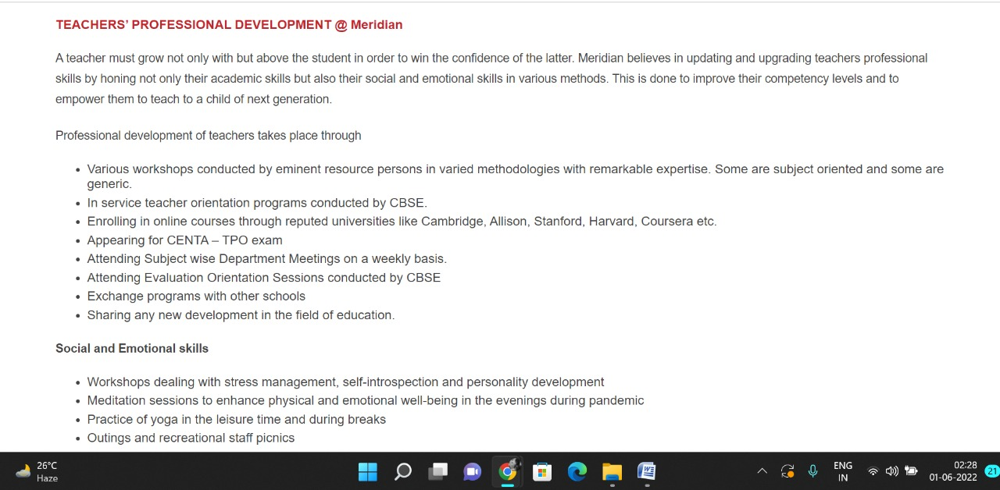 TEACHERS’ PROFESSIONAL DEVELOPMENT @ Meridian
A teacher must grow not only with but above the student in order to win the confidence of the latter. Meridian believes in updating and upgrading teachers professional
skills by honing not only their academic skills but also their social and emotional skills in various methods. This is done to improve their competency levels and to
empower them to teach to a child of next generation.
Professional development of teachers takes place through
• Various workshops conducted by eminent resource persons in varied methodologies with remarkable expertise. Some are subject oriented and some are
generic.
• In service teacher orientation programs conducted by CBSE.
• Enrolling in online courses through reputed universities like Cambridge, Allison, Stanford, Harvard, Coursera etc.
• Appearing for CENTA – TPO exam
• Attending Subject wise Department Meetings on a weekly basis.
• Attending Evaluation Orientation Sessions conducted by CBSE
• Exchange programs with other schools
• Sharing any new development in the field of education.
Social and Emotional skills
• Workshops dealing with stress management, self-introspection and personality development
• Meditation sessions to enhance physical and emotional well-being in the evenings during pandemic
• Practice of yoga in the leisure time and during breaks
• Outings and recreational staff picnics
26°C
Haze
ENG
IN
02:28
01-06-2022
21